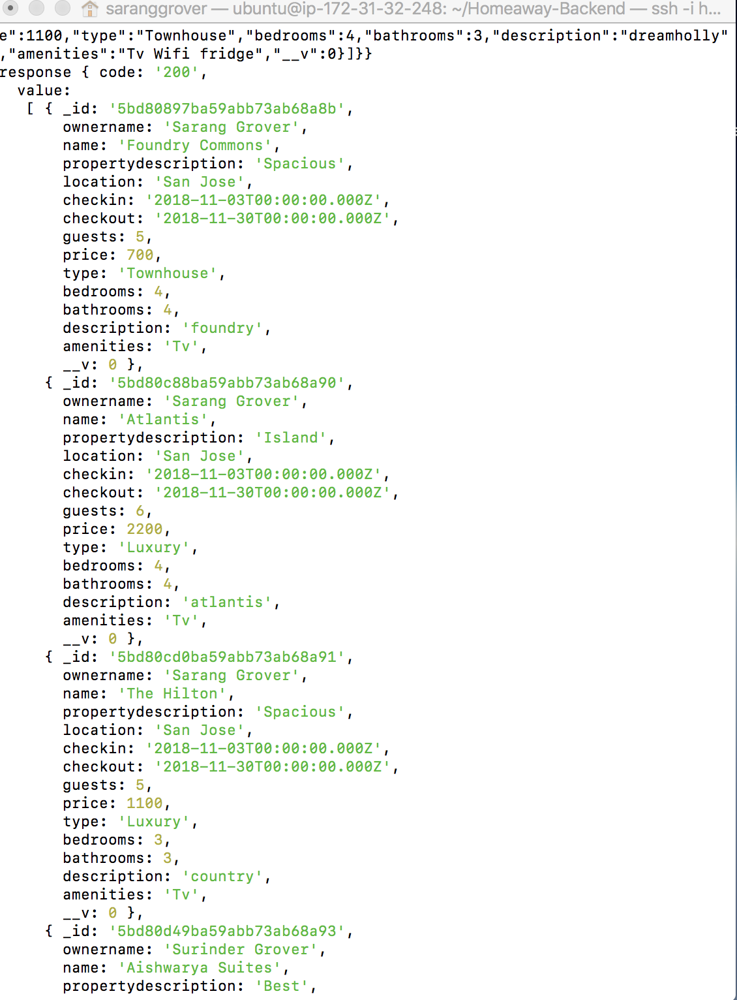 saranggrover — ubuntu@ip-172-31-32-248: ~/Homeaway-Backend — ssh -i h...
e":1100,"type":"Townhouse","bedrooms":4,"bathrooms":3,"description":"dreamholly"
,"amenities":"Tv Wifi fridge","__v":0}]}}
response { code: '200',
  value:
   [ { _id: '5bd80897ba59abb73ab68a8b',
       ownername: 'Sarang Grover',
       name: 'Foundry Commons',
       propertydescription: 'Spacious',
       location: 'San Jose',
       checkin: '2018-11-03T00:00:00.000Z',
       checkout: '2018-11-30T00:00:00.000Z',
       guests: 5,
       price: 700,
       type: 'Townhouse',
       bedrooms: 4,
       bathrooms: 4,
       description: 'foundry',
       amenities: 'Tv',
       __v: 0 },
     { _id: '5bd80c88ba59abb73ab68a90',
       ownername: 'Sarang Grover',
       name: 'Atlantis',
       propertydescription: 'Island',
       location: 'San Jose',
       checkin: '2018-11-03T00:00:00.000Z',
       checkout: '2018-11-30T00:00:00.000Z',
       guests: 6,
       price: 2200,
       type: 'Luxury',
       bedrooms: 4,
       bathrooms: 4,
       description: 'atlantis',
       amenities: 'Tv',
       __v: 0 },
     { _id: '5bd80cd0ba59abb73ab68a91',
       ownername: 'Sarang Grover',
       name: 'The Hilton',
       propertydescription: 'Spacious',
       location: 'San Jose',
       checkin: '2018-11-03T00:00:00.000Z',
       checkout: '2018-11-30T00:00:00.000Z',
       guests: 5,
       price: 1100,
       type: 'Luxury',
       bedrooms: 3,
       bathrooms: 3,
       description: 'country',
       amenities: 'Tv',
       __v: 0 },
     { _id: '5bd80d49ba59abb73ab68a93',
       ownername: 'Surinder Grover',
       name: 'Aishwarya Suites',
       propertydescription: 'Best',